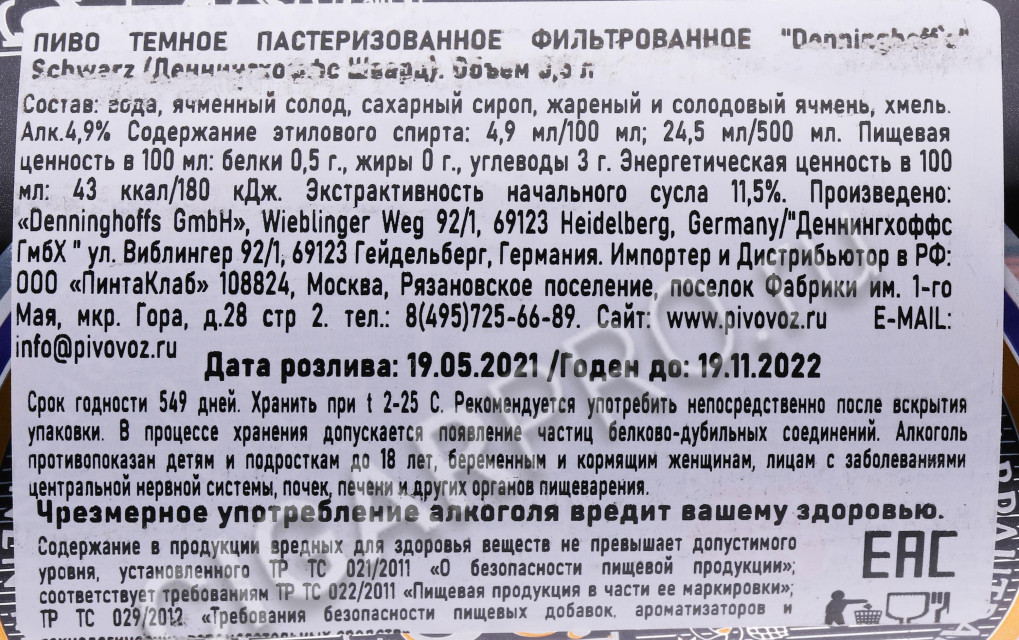 ПИВО ТЕМНОЕ ПАСТЕРИЗОВАННОЕ ФИЛЬТРОВАННОЕ "Denninghoff's"
Schwarz (Деннингхоффс Шварц). Объем л
Состав: вода, ячменный солод, сахарный сироп, жареный и солодовый ячмень, хмель.
Алк.4,9% Содержание этилового спирта: 4,9 мл/100 мл; 24,5 мл/500 мл. Пищевая
ценность в 100 мл: белки 0,5 г., жиры 0 г., углеводы 3 г. Энергетическая ценность в 100
мл: 43 ккал/180 кДж. Экстрактивность начального сусла 11,5%. Произведено:
«Denninghoffs GmbH», Wieblinger Weg 92/1, 69123 Heidelberg, Germany/"Деннингхоффс
ГмбХ " ул. Виблингер 92/1, 69123 Гейдельберг, Германия. Импортер и Дистрибьютор в РФ:
ООО «ПинтаКлаб» 108824, Москва, Рязановское поселение, поселок Фабрики им. 1-го
Мая, мкр. Гора, д.28 стр 2. тел.: 8(495)725-66-89. Сайт: www.pivovoz.ru E-MAIL:
info@pivovoz.ru
Дата розлива: 19.05.2021 /Годен до: 19.11.2022
Срок годности 549 дней. Хранить при t 2-25 С. Рекомендуется употребить непосредственно после вскрытия
упаковки. В процессе хранения допускается появление частиц белково-дубильных соединений. Алкоголь
противопоказан детям и подросткам до 18 лет, беременным и кормящим женщинам, лицам с заболеваниями
центральной нервной системы, почек, печени и других органов пищеварения.
Чрезмерное употребление алкоголя вредит вашему здоровью.
Содержание в продукции вредных для здоровья веществ не превышает допустимого
уровня, установленного ТР ТС 021/2011 «О безопасности пищевой продукции»;
соответствует требованиям ТР ТС 022/2011 «Пищевая продукция в части ее маркировки»;
ТР ТС 029/2012 «Требования безопасности пищевых добавок, ароматизаторов и
EAC
CIGARPRO.ru